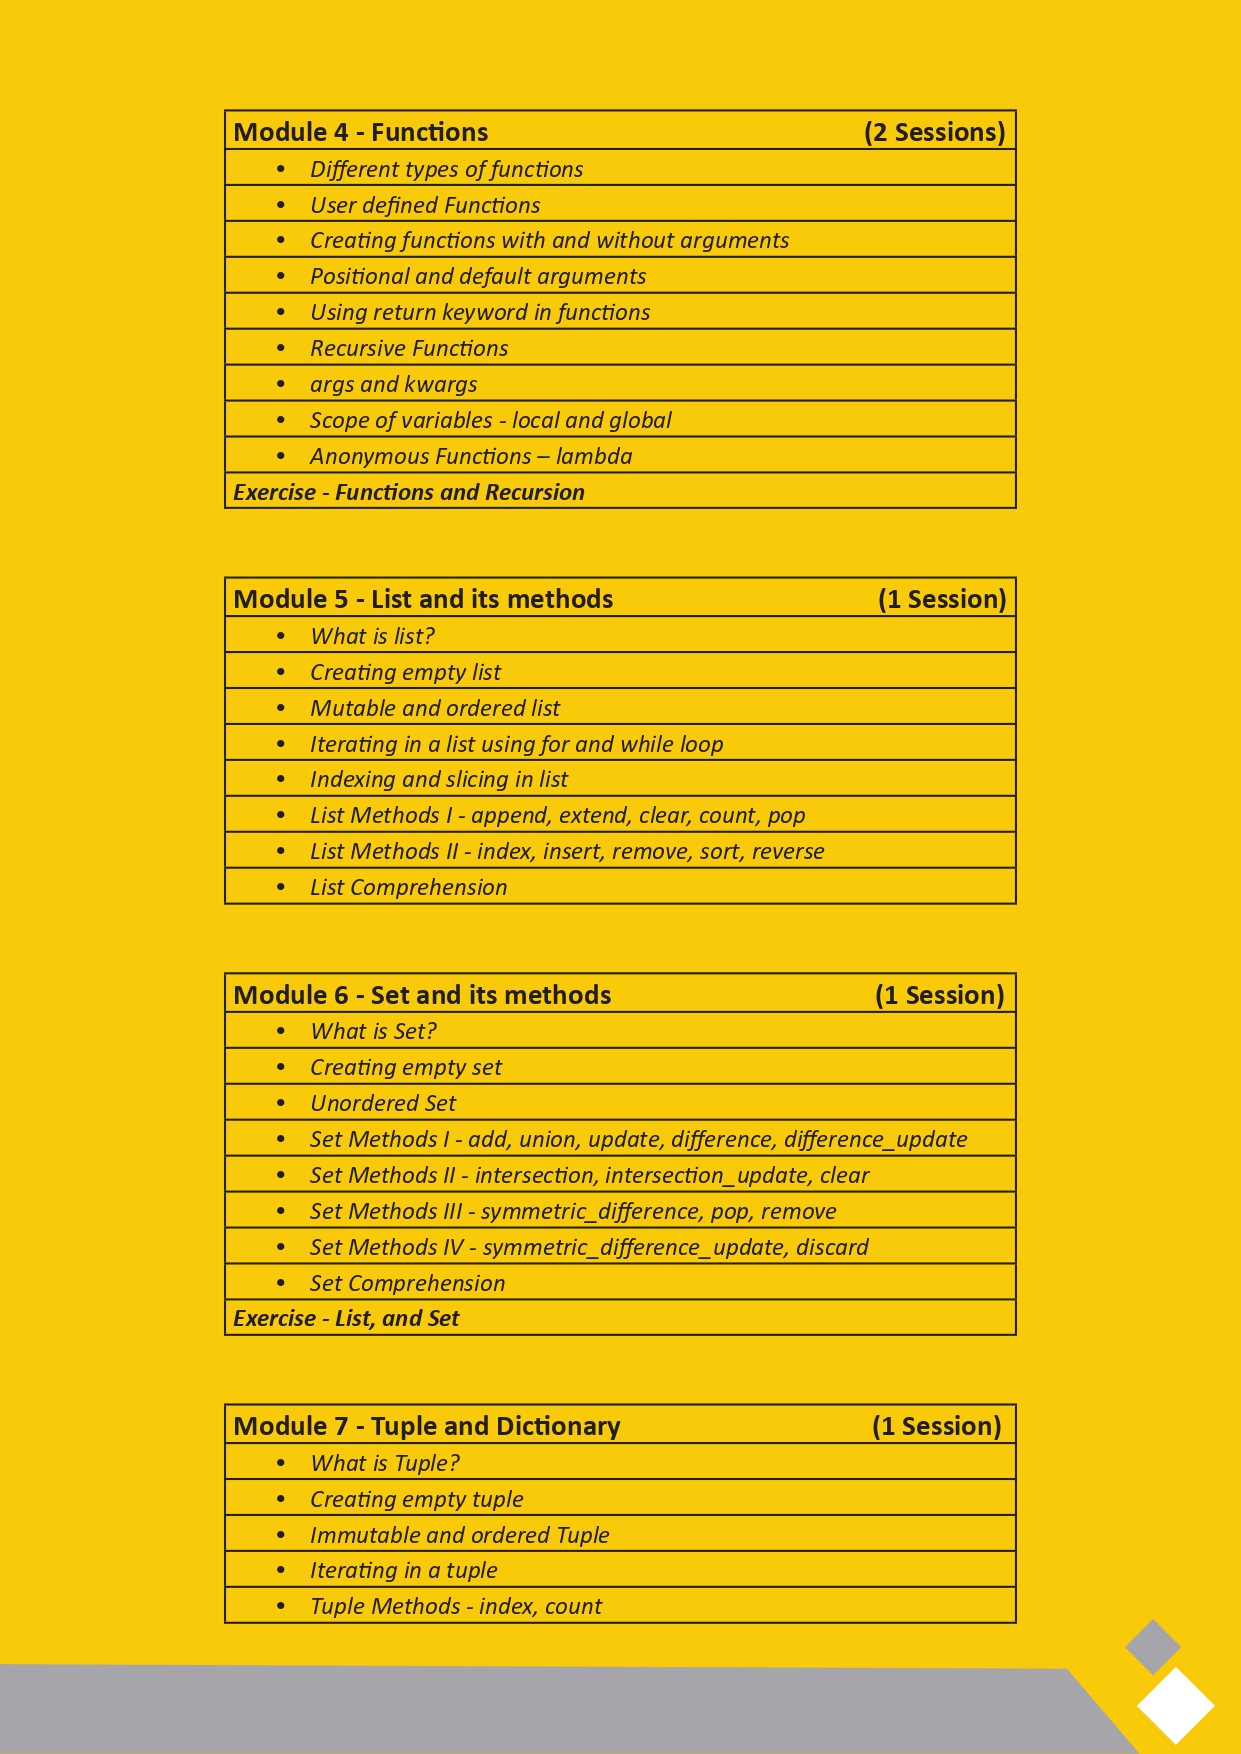 Module 4 - Functions (2 Sessions)
• Different types of functions
• User defined Functions
• Creating functions with and without arguments
• Positional and default arguments
• Using return keyword in functions
• Recursive Functions
• args and kwargs
• Scope of variables - local and global
• Anonymous Functions – lambda
Exercise - Functions and Recursion
Module 5 - List and its methods (1 Session)
• What is list?
• Creating empty list
• Mutable and ordered list
• Iterating in a list using for and while loop
• Indexing and slicing in list
• List Methods I - append, extend, clear, count, pop
• List Methods II - index, insert, remove, sort, reverse
• List Comprehension
Module 6 - Set and its methods (1 Session)
• What is Set?
• Creating empty set
• Unordered Set
• Set Methods I - add, union, update, difference, difference_update
• Set Methods II - intersection, intersection_update, clear
• Set Methods III - symmetric_difference, pop, remove
• Set Methods IV - symmetric_difference_update, discard
• Set Comprehension
Exercise - List, and Set
Module 7 - Tuple and Dictionary (1 Session)
• What is Tuple?
• Creating empty tuple
• Immutable and ordered Tuple
• Iterating in a tuple
• Tuple Methods - index, count